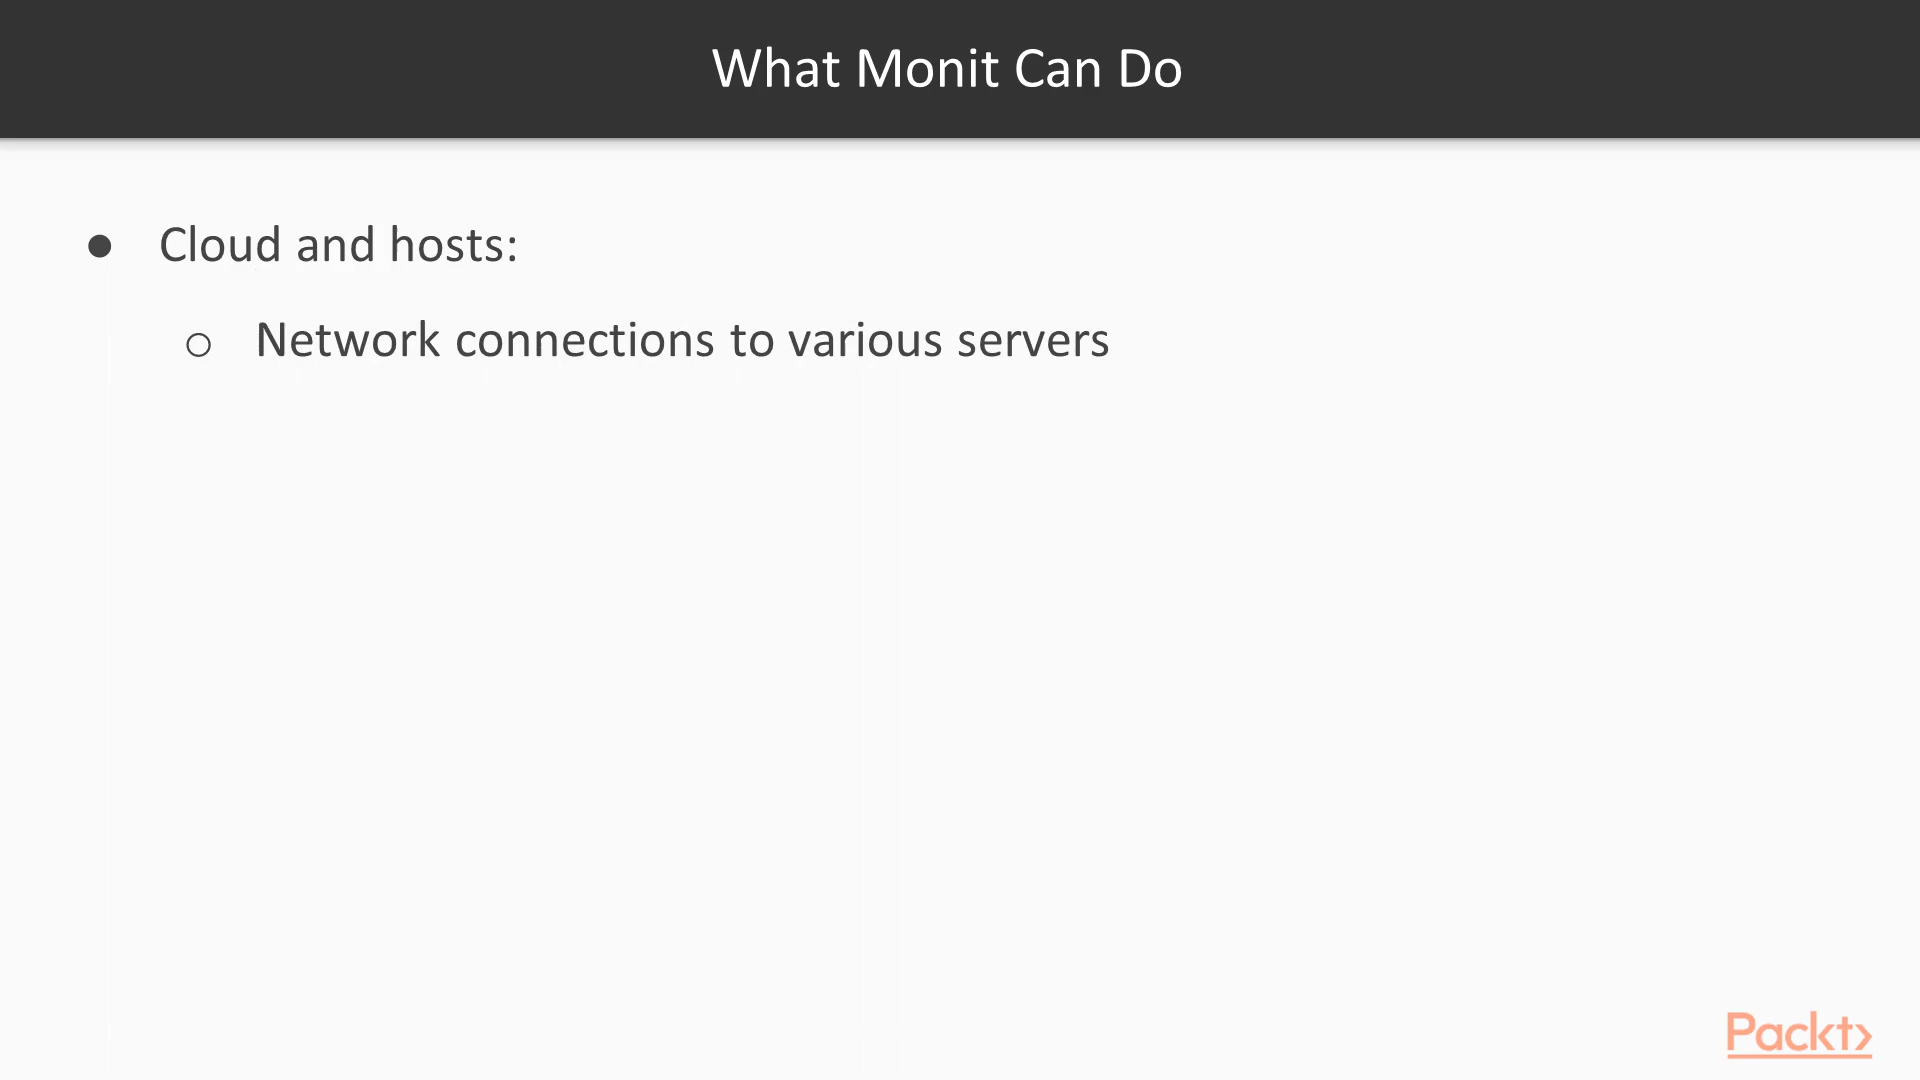 What Monit Can Do
● Cloud and hosts:
○ Network connections to various servers
Packt>